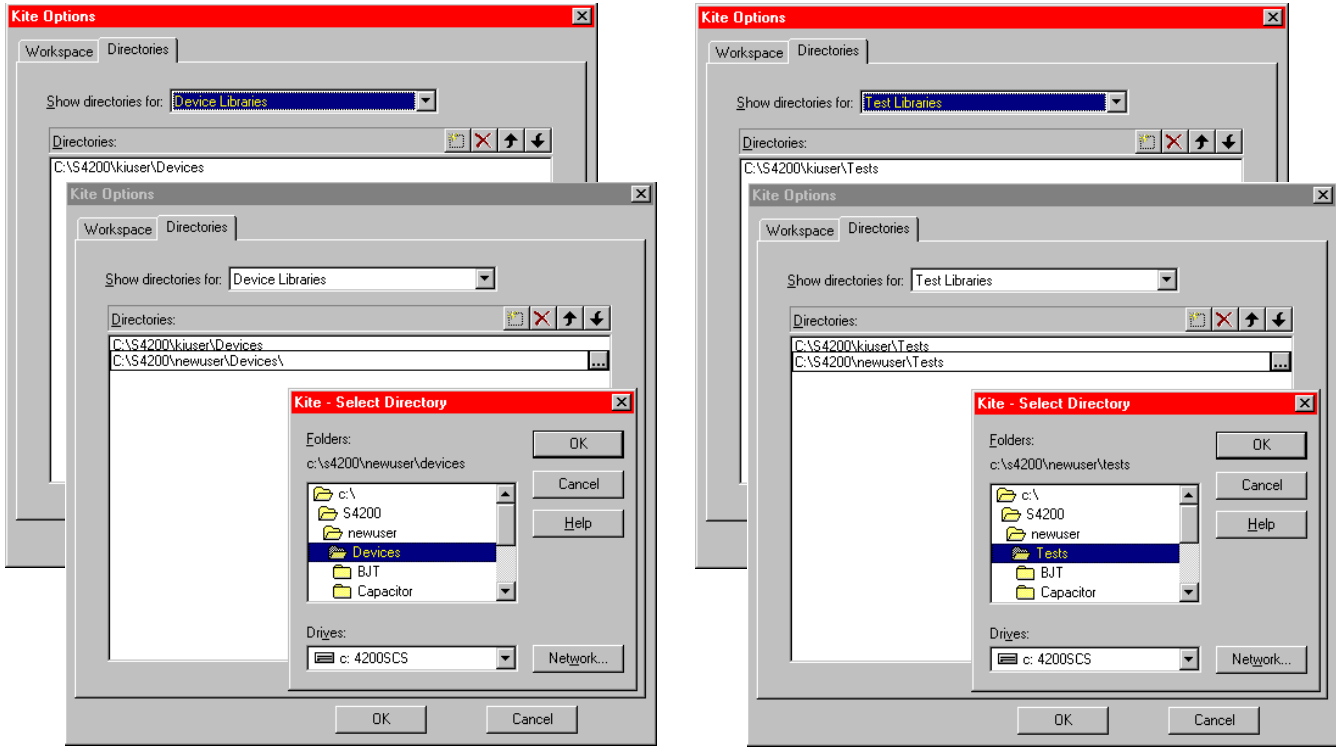 Kite Options
Workspace Directories
Show directories for: Device Libraries
Directories:
C:\S4200\kiuser\Devices
Kite Options
Workspace Directories
Show directories for: Device Libraries
Directories:
C:\S4200\kiuser\Devices
C:\S4200\newuser\Devices\
...
Kite - Select Directory
Folders:
c:\s4200\newuser\devices
c:\
S4200
newuser
Devices
BJT
Capacitor
OK
Cancel
Help
Drives:
c: 4200SCS
Network...
OK Cancel
Kite Options
Workspace Directories
Show directories for: Test Libraries
Directories:
C:\S4200\kiuser\Tests
Kite Options
Workspace Directories
Show directories for: Test Libraries
Directories:
C:\S4200\kiuser\Tests
C:\S4200\newuser\Tests
...
Kite - Select Directory
Folders:
c:\s4200\newuser\tests
c:\
S4200
newuser
Tests
BJT
Capacitor
OK
Cancel
Help
Drives:
c: 4200SCS
Network...
OK Cancel